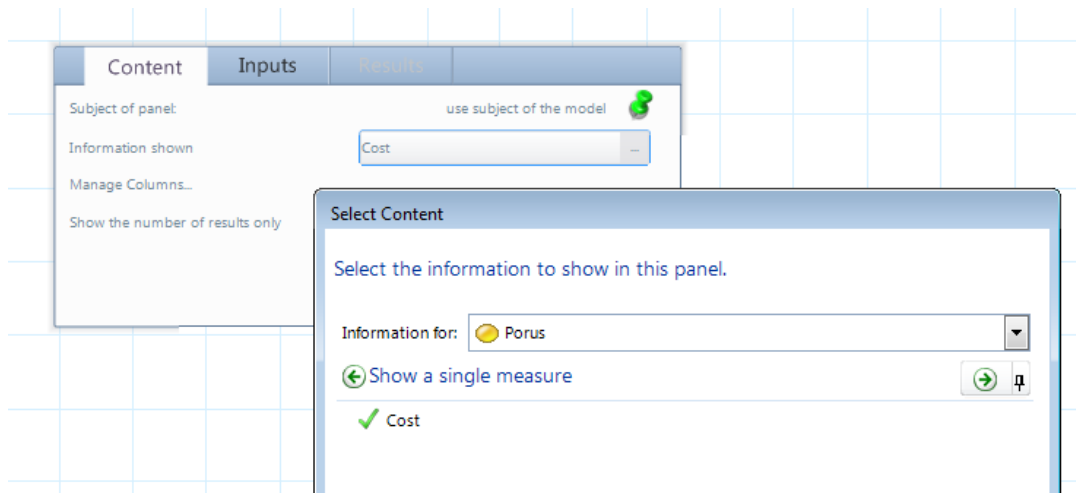 Content Inputs Results
Subject of panel: use subject of the model
Information shown Cost ...
Manage Columns...
Show the number of results only
Select Content
Select the information to show in this panel.
Information for: Porus
Show a single measure
Cost